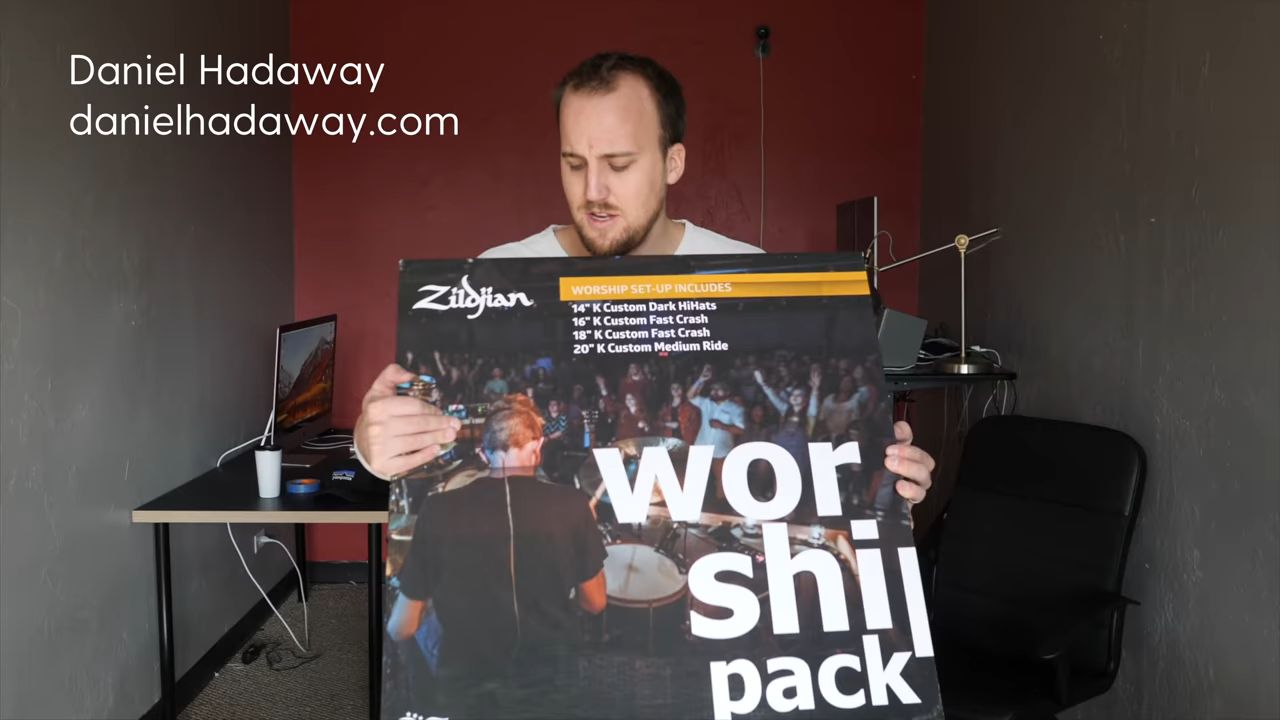 Daniel Hadaway
danielhadaway.com
Zildjian
WORSHIP SET-UP INCLUDES
14" K Custom Dark HiHats
16" K Custom Fast Crash
18" K Custom Fast Crash
20" K Custom Medium Ride
wor
ship
pack